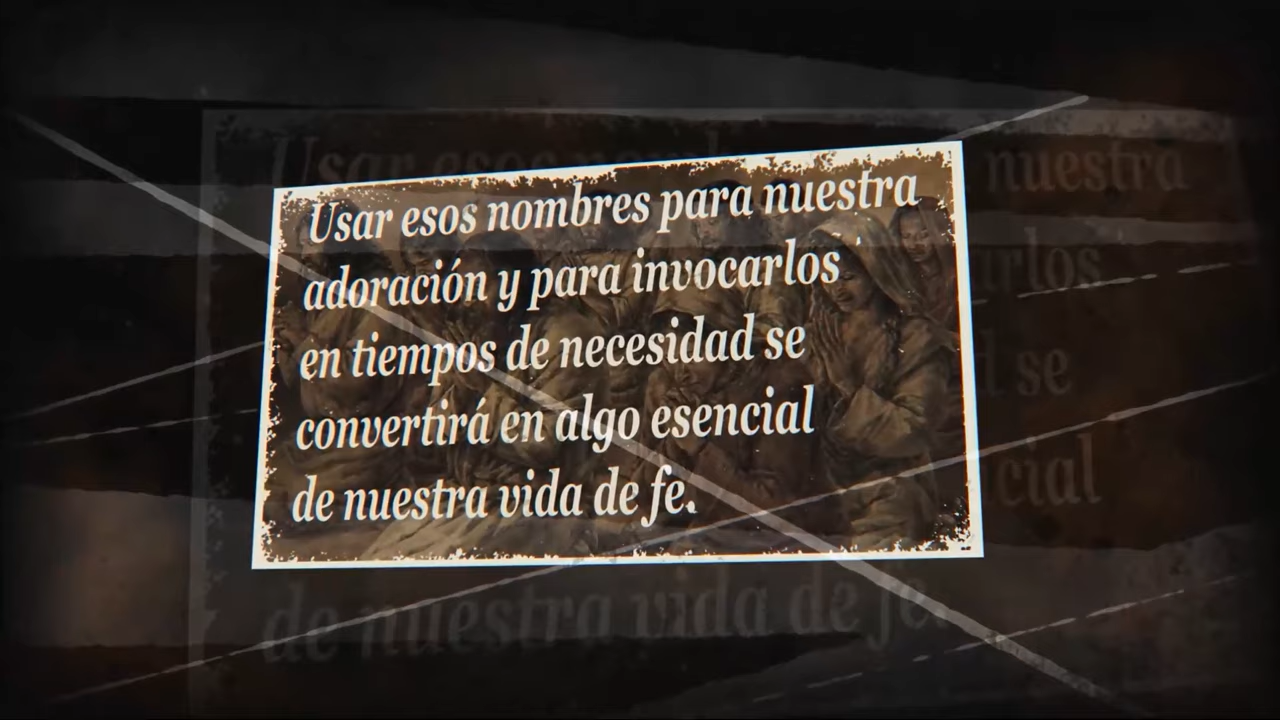 Usar esos nombres para nuestra
adoración y para invocarlos
en tiempos de necesidad se
convertirá en algo esencial
de nuestra vida de fe.